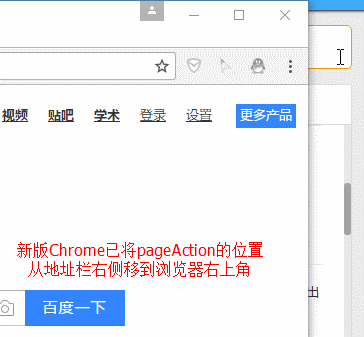 视频 贴吧 学术 登录 设置 更多产品
新版Chrome已将pageAction的位置
从地址栏右侧移到浏览器右上角
出
百度一下